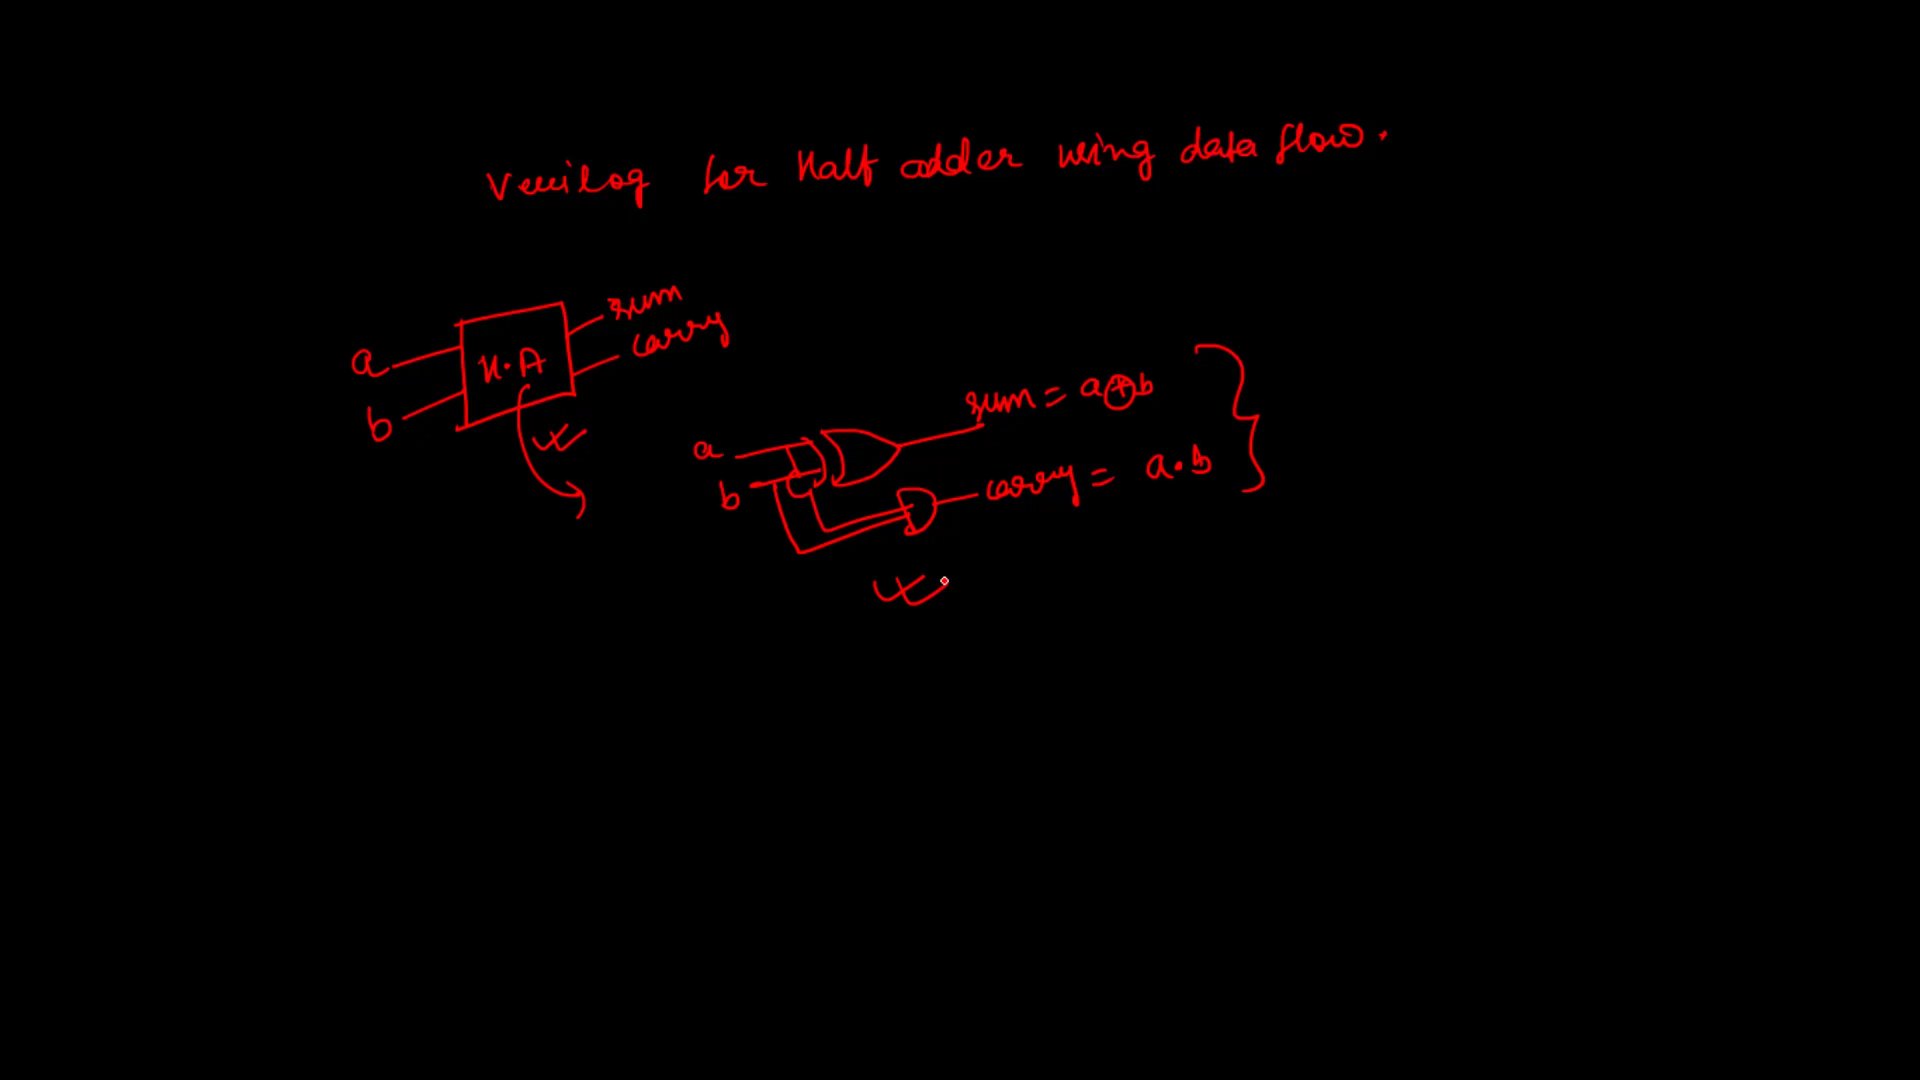 Verilog for Half adder using data flow.
sum
carry
a
H.A
b
sum = a ⊕ b
a
carry = a . b
b